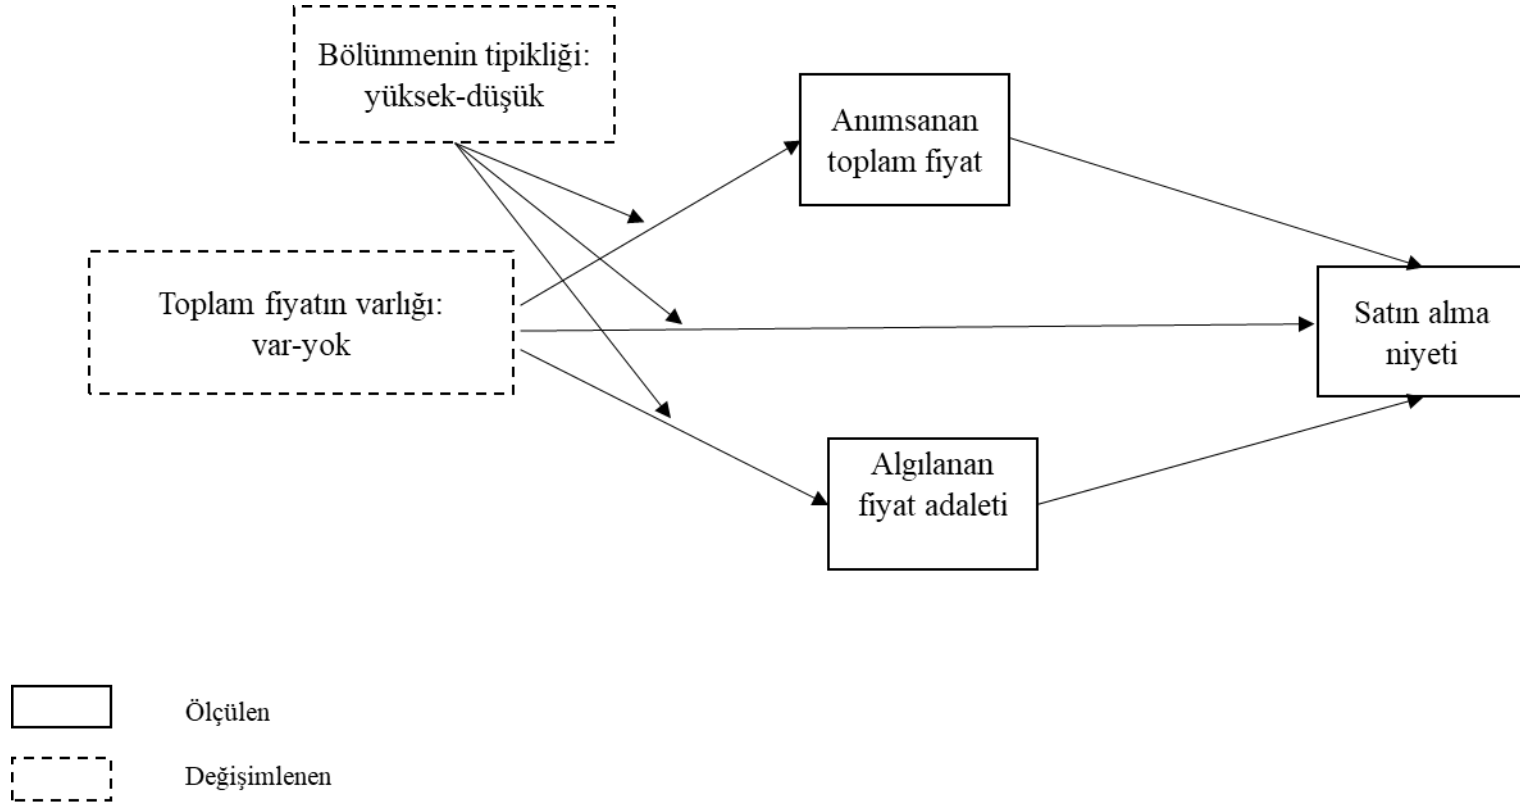 Bölünmenin tipikliği:
yüksek-düşük
Anımsanan
toplam fiyat
Toplam fiyatın varlığı:
var-yok
Satın alma
niyeti
Algılanan
fiyat adaleti
Ölçülen
Değişimlenen